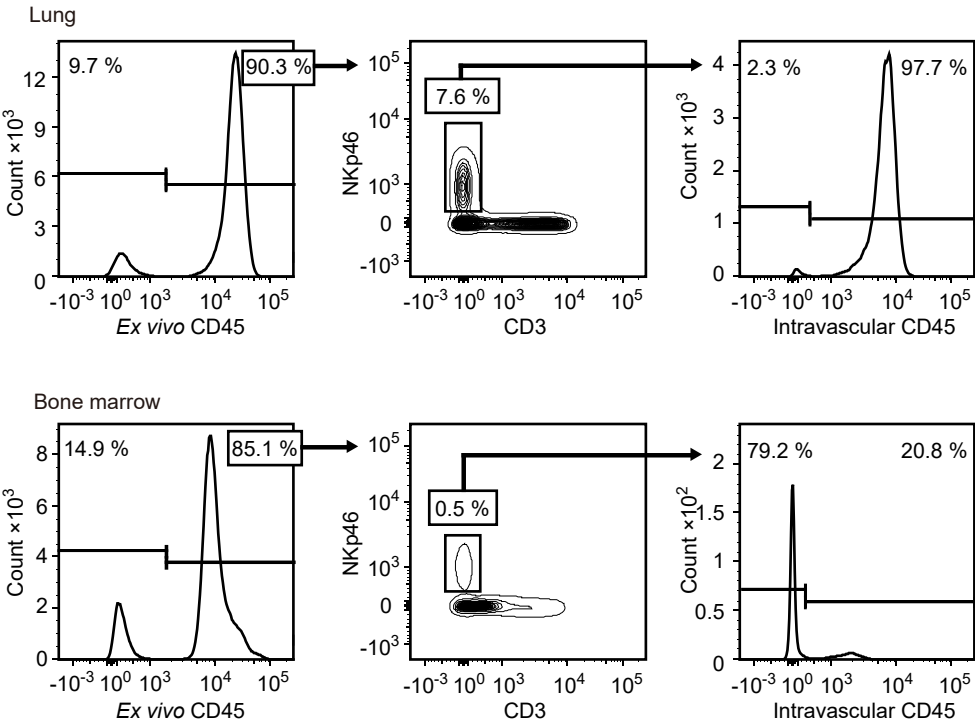 Lung
9.7 %
90.3 %
12
9
6
3
0
Count ×10³
-10⁻³ 10⁰ 10³ 10⁴ 10⁵
Ex vivo CD45
10⁵
10⁴
10³
0
-10³
NKp46
7.6 %
-10⁻³ 10⁰ 10³ 10⁴ 10⁵
CD3
2.3 %
97.7 %
4
3
2
1
0
Count ×10³
-10⁻³ 10⁰ 10³ 10⁴ 10⁵
Intravascular CD45
Bone marrow
14.9 %
85.1 %
8
6
4
2
0
Count ×10³
-10⁻³ 10⁰ 10³ 10⁴ 10⁵
Ex vivo CD45
10⁵
10⁴
10³
0
-10³
NKp46
0.5 %
-10⁻³ 10⁰ 10³ 10⁴ 10⁵
CD3
79.2 %
20.8 %
2
1.5
1
0.5
0
Count ×10²
-10⁻³ 10⁰ 10³ 10⁴ 10⁵
Intravascular CD45